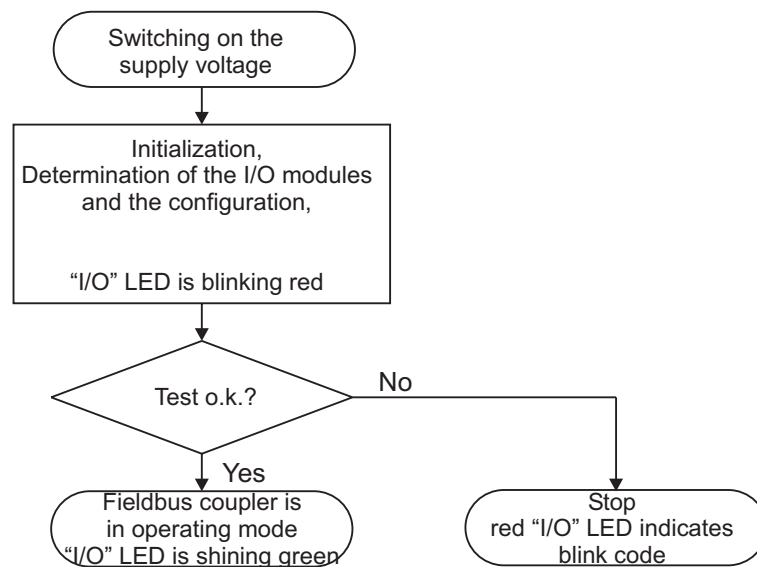 Switching on the
supply voltage
Initialization,
Determination of the I/O modules
and the configuration,
“I/O” LED is blinking red
Test o.k.?
No
Yes
Fieldbus coupler is
in operating mode
“I/O” LED is shining green
Stop
red “I/O” LED indicates
blink code